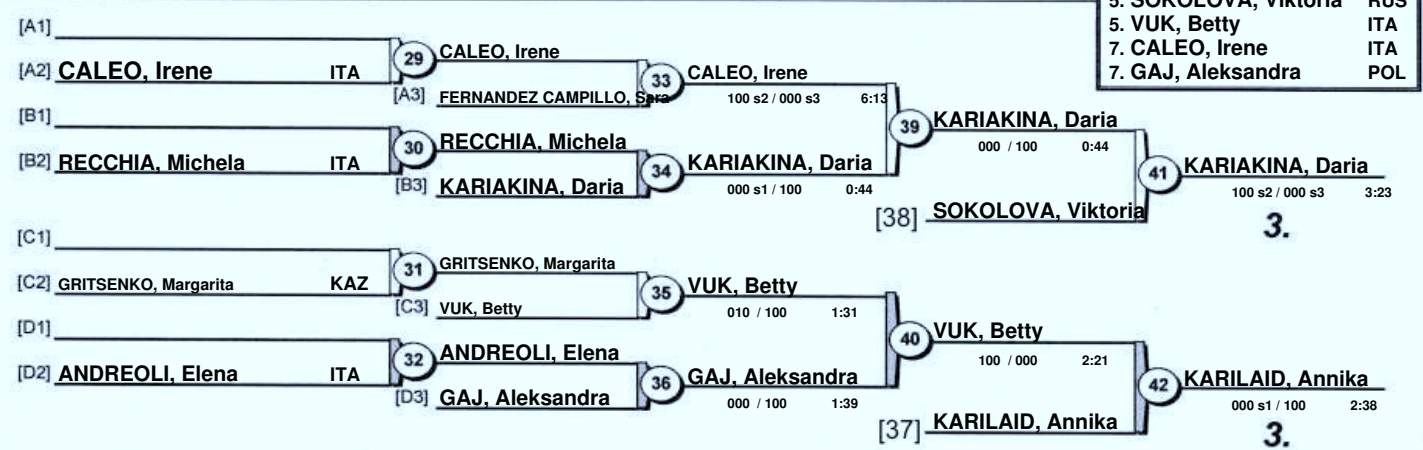 5. SOKOLOVA, Viktoria RUS
5. VUK, Betty ITA
7. CALEO, Irene ITA
7. GAJ, Aleksandra POL
[A1]
[A2] CALEO, Irene ITA
29
CALEO, Irene
[A3] FERNANDEZ CAMPILLO, Sara
33
CALEO, Irene
100 s2 / 000 s3 6:13
[B1]
[B2] RECCHIA, Michela ITA
30
RECCHIA, Michela
[B3] KARIAKINA, Daria
34
KARIAKINA, Daria
000 s1 / 100 0:44
39
KARIAKINA, Daria
000 / 100 0:44
[38] SOKOLOVA, Viktoria
41
KARIAKINA, Daria
100 s2 / 000 s3 3:23
3.
[C1]
[C2] GRITSENKO, Margarita KAZ
31
GRITSENKO, Margarita
[C3] VUK, Betty
35
VUK, Betty
010 / 100 1:31
[D1]
[D2] ANDREOLI, Elena ITA
32
ANDREOLI, Elena
[D3] GAJ, Aleksandra
36
GAJ, Aleksandra
000 / 100 1:39
40
VUK, Betty
100 / 000 2:21
[37] KARILAID, Annika
42
KARILAID, Annika
000 s1 / 100 2:38
3.